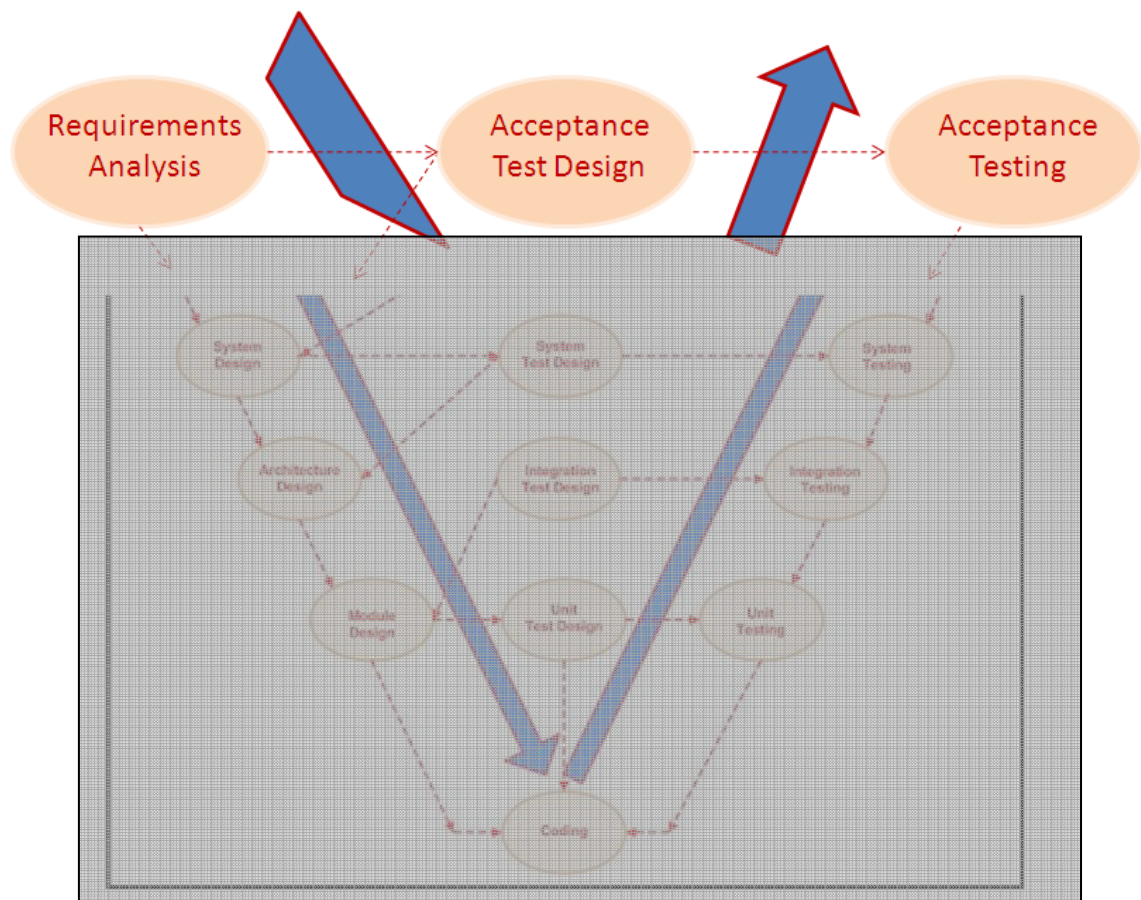 Requirements
Analysis
Acceptance
Test Design
Acceptance
Testing
System
Design
System
Test Design
System
Testing
Architecture
Design
Integration
Test Design
Integration
Testing
Module
Design
Unit
Test Design
Unit
Testing
Coding